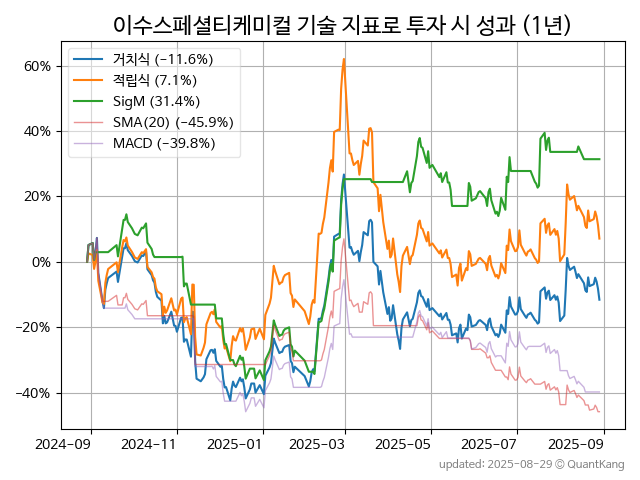 이수스페셜티케미컬 기술 지표로 투자 시 성과 (1년)
거치식 (−11.6%)
적립식 (7.1%)
SigM (31.4%)
SMA(20) (−45.9%)
MACD (−39.8%)
60%
40%
20%
0%
−20%
−40%
2024-09 2024-11 2025-01 2025-03 2025-05 2025-07 2025-09
updated: 2025-08-29 © QuantKang